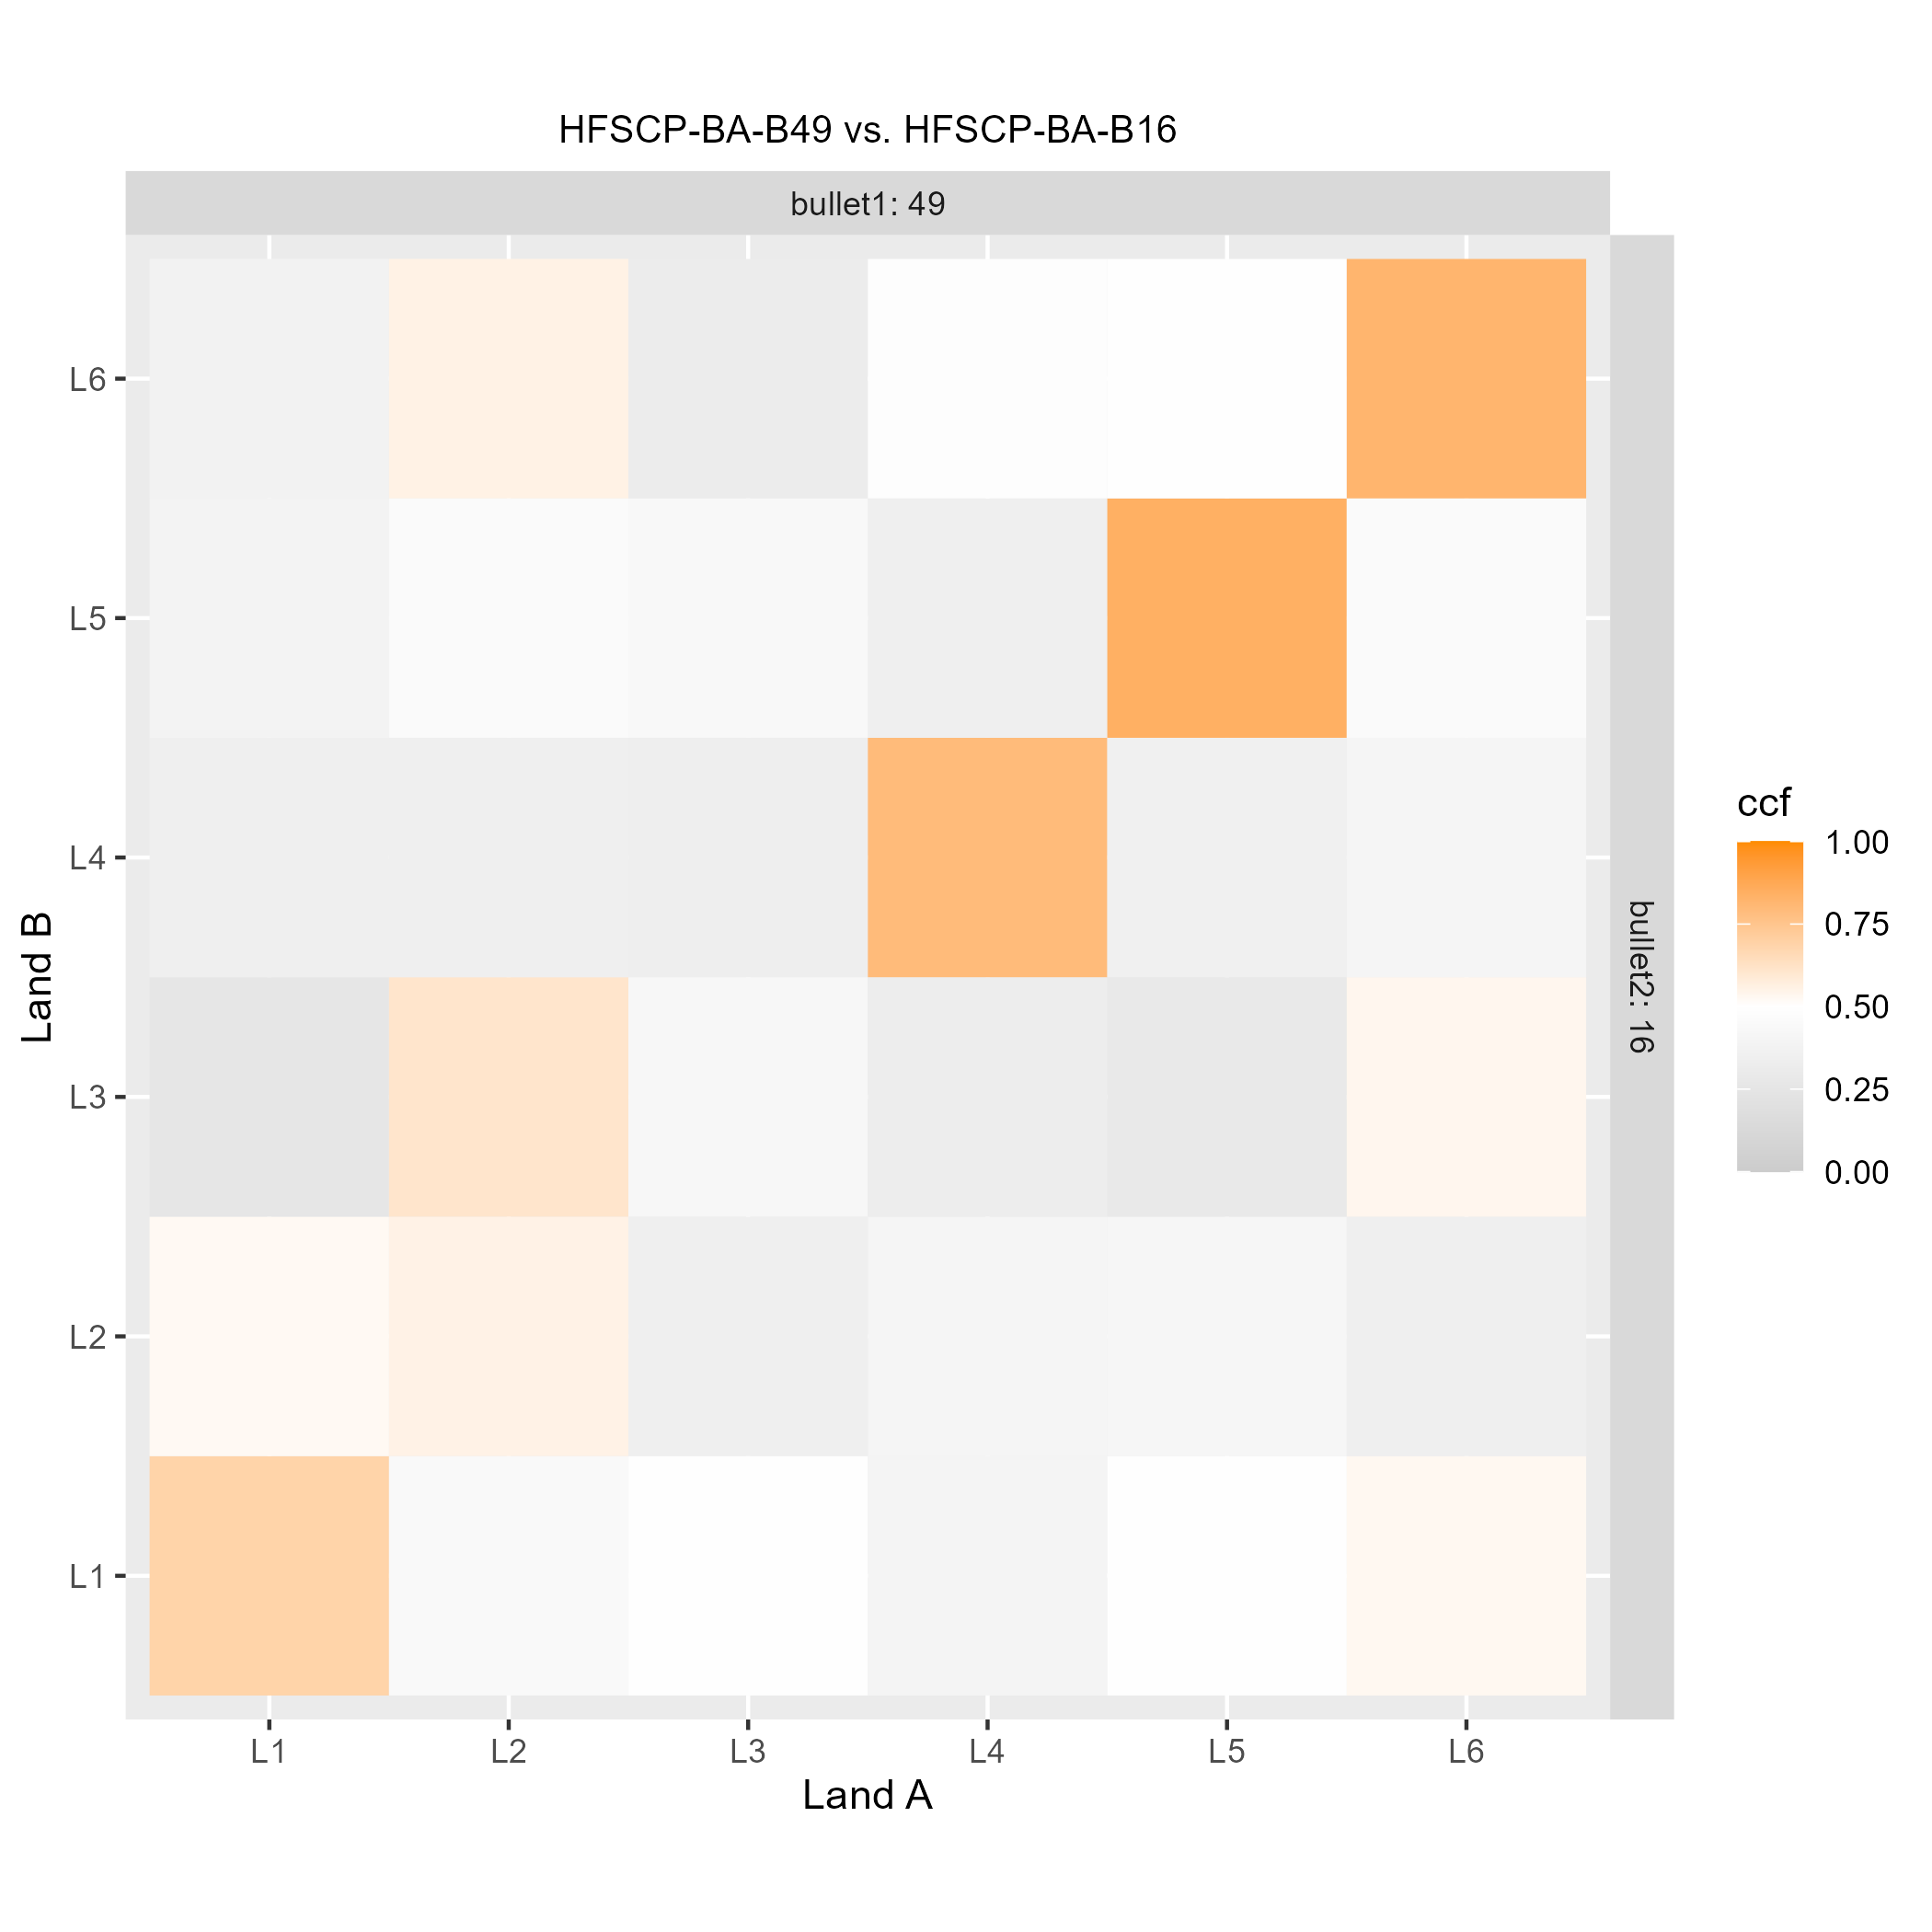 HFSCP-BA-B49 vs. HFSCP-BA-B16
bullet1: 49
L6
L5
L4
L3
L2
L1
Land B
bullet2: 16
ccf
1.00
0.75
0.50
0.25
0.00
L1 L2 L3 L4 L5 L6
Land A